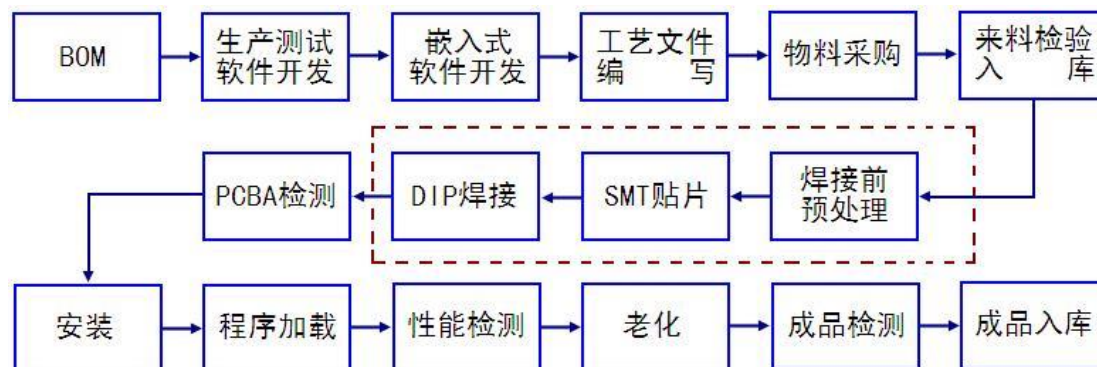 BOM
生产测试
软件开发
嵌入式
软件开发
工艺文件
编 写
物料采购
来料检验
入 库
焊接前
预处理
SMT贴片
DIP焊接
PCBA检测
安装
程序加载
性能检测
老化
成品检测
成品入库